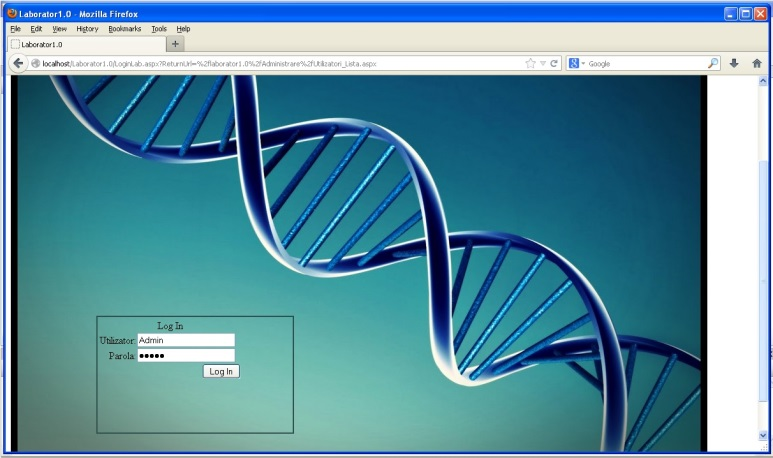 Laborator1.0 - Mozilla Firefox
File Edit View History Bookmarks Tools Help
Laborator1.0
localhost/Laborator1.0/LoginLab.aspx?ReturnUrl=%2flaborator1.0%2fAdministrare%2fUtilizatori_Lista.aspx
Google
Log In
Utilizator: Admin
Parola:
Log In